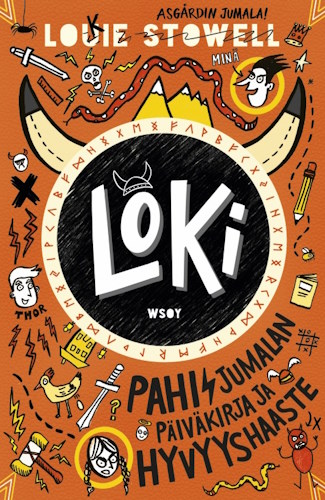 ASGÅRDIN JUMALA!
LOUIE STOWELL
K
MINÄ
LOKI
WSOY
THOR
PAHIS JUMALAN
PÄIVÄKIRJA JA
HYVYYSHAASTE